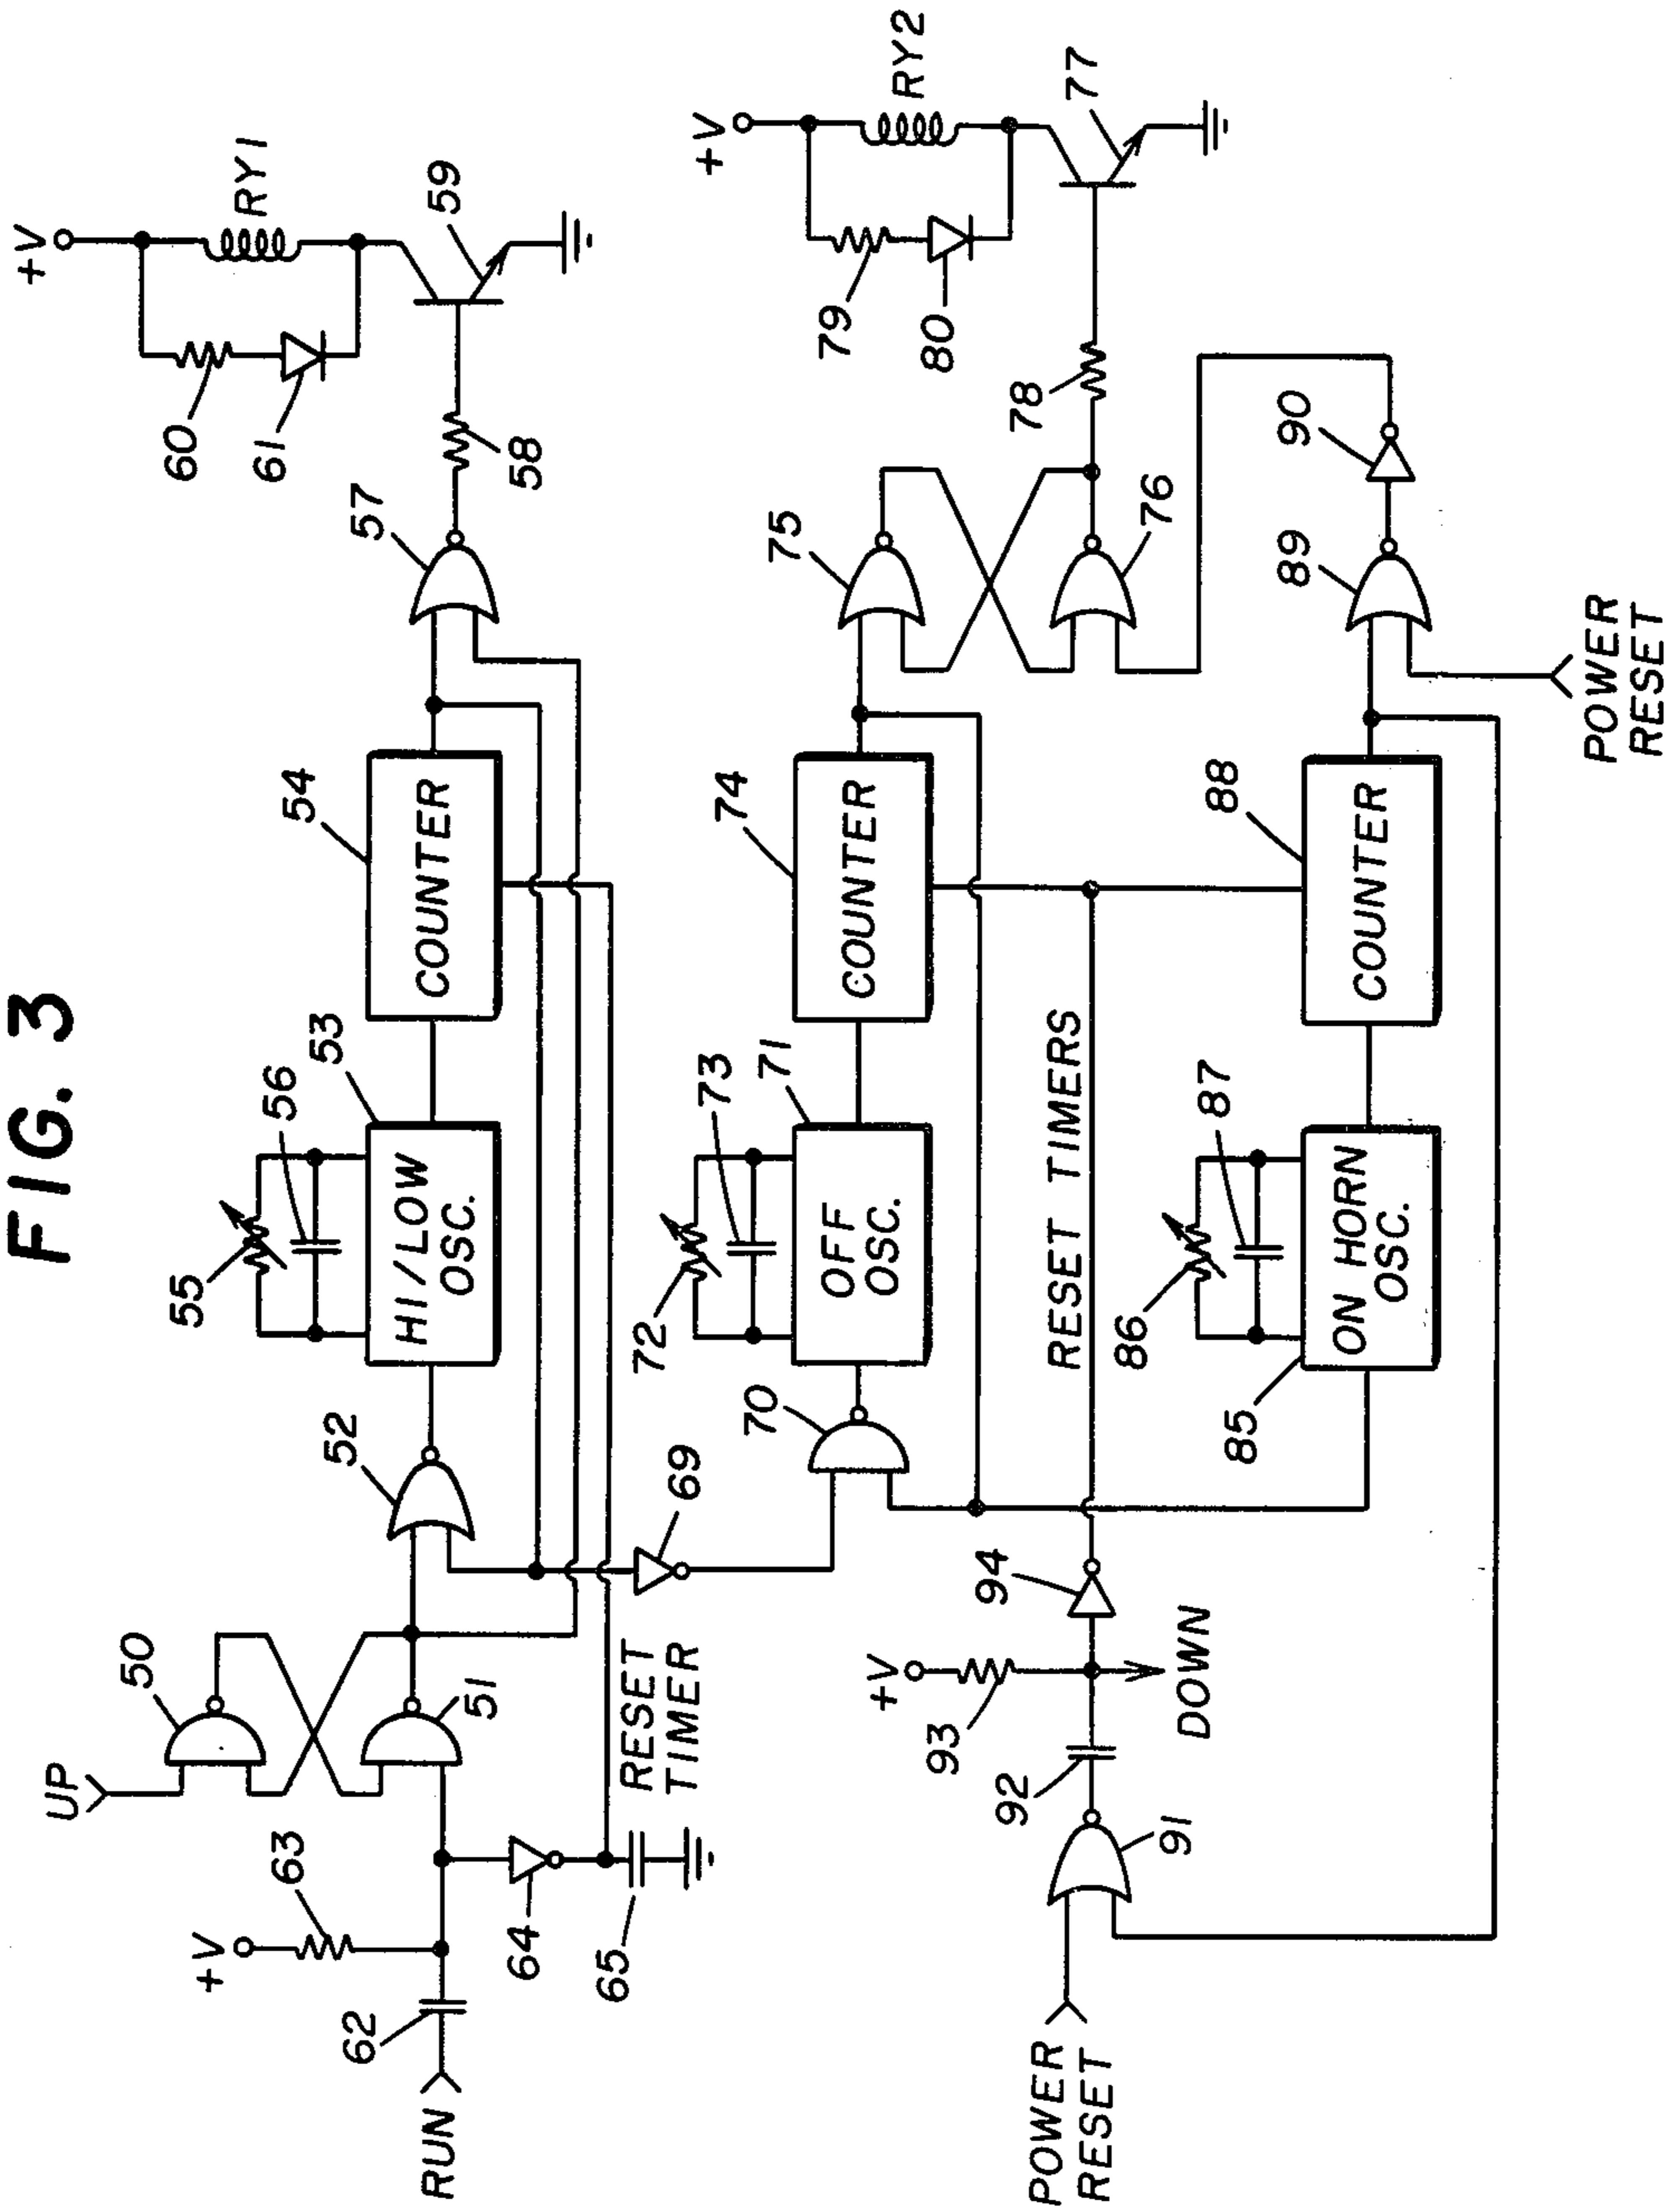 FIG. 3
+V
RY1
60
61
59
58
57
54
COUNTER
55
56
53
HI/LOW
OSC.
52
UP
50
51
+V
63
RUN
62
64
65
RESET
TIMER
69
+V
RY2
79
80
77
78
75
76
74
COUNTER
72
73
71
OFF
OSC.
70
RESET TIMERS
90
89
POWER
RESET
88
COUNTER
86
87
85
ON HORN
OSC.
94
+V
93
DOWN
92
91
POWER
RESET